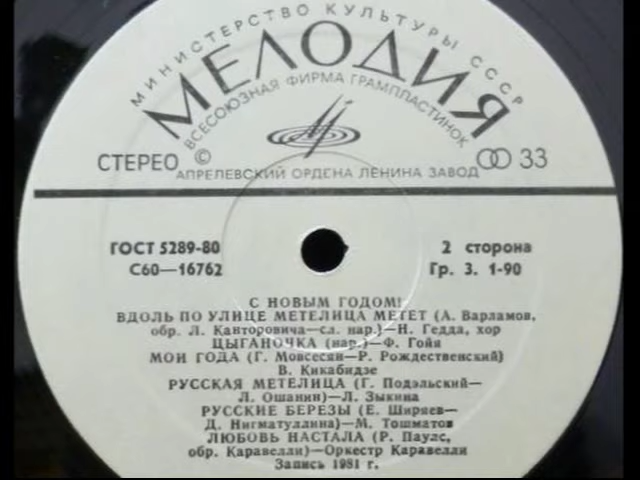 МИНИСТЕРСТВО КУЛЬТУРЫ СССР
МЕЛОДИЯ
ВСЕСОЮЗНАЯ ФИРМА ГРАМПЛАСТИНОК
СТЕРЕО © 33
АПРЕЛЕВСКИЙ ОРДЕНА ЛЕНИНА ЗАВОД
ГОСТ 5289-80 2 сторона
С60—16762 Гр. 3. 1-90
С НОВЫМ ГОДОМ!
ВДОЛЬ ПО УЛИЦЕ МЕТЕЛИЦА МЕТЕТ (А. Варламов,
обр. Л. Канторовича—сл. нар.)—Н. Гедда, хор
ЦЫГАНОЧКА (нар.)—Ф. Гойя
МОИ ГОДА (Г. Мовсесян—Р. Рождественский)
В. Кикабидзе
РУССКАЯ МЕТЕЛИЦА (Г. Подэльский—
Л. Ошанин)—Л. Зыкина
РУССКИЕ БЕРЕЗЫ (Е. Ширяев—
Д. Нигматуллина)—М. Тошматов
ЛЮБОВЬ НАСТАЛА (Р. Паулс,
обр. Каравелли)—Оркестр Каравелли
Запись 1981 г.